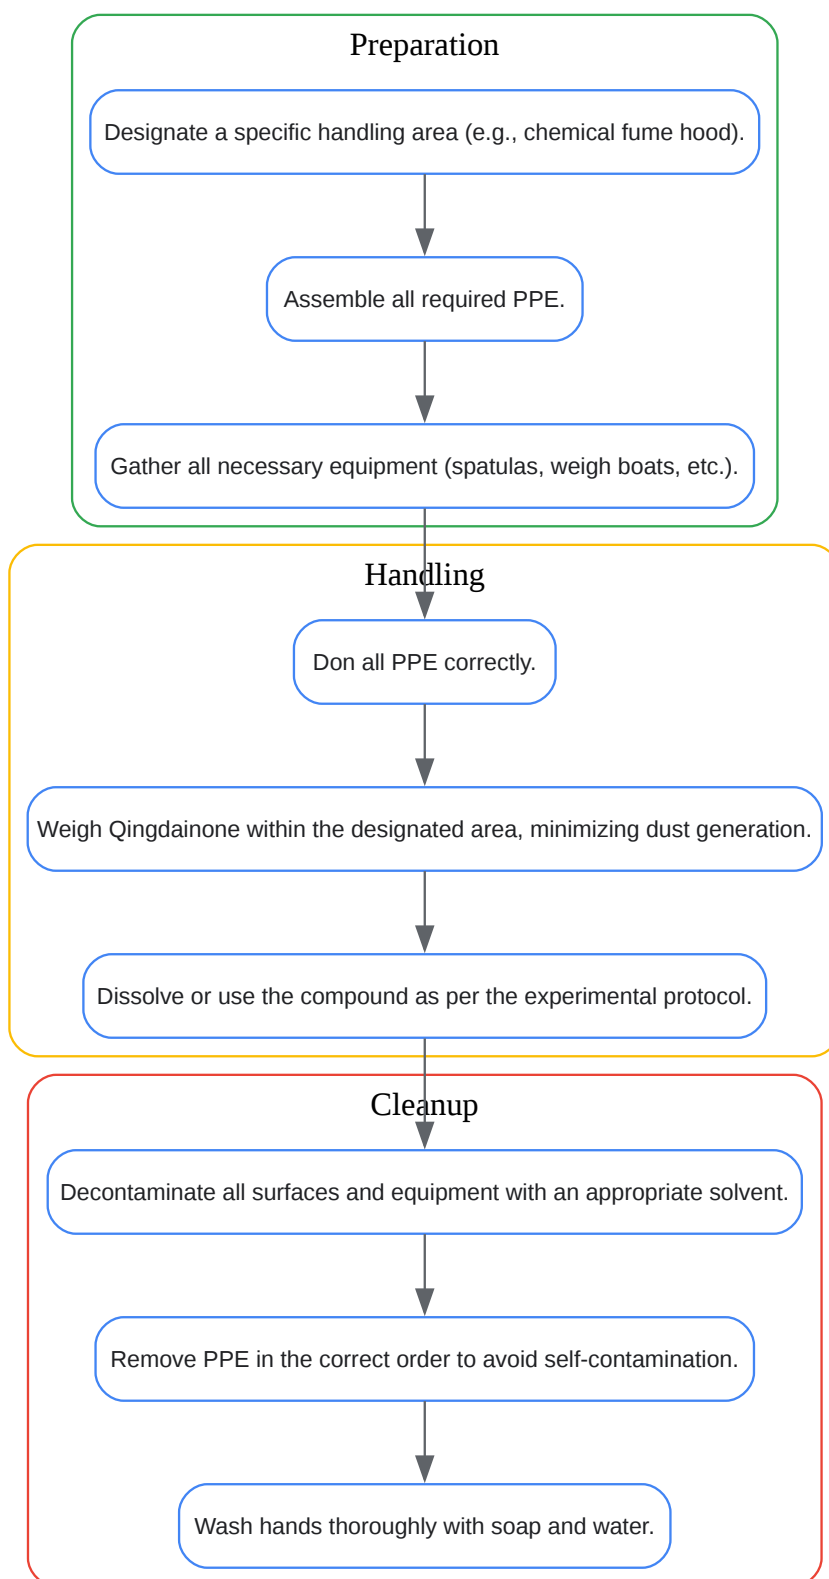 Preparation
Designate a specific handling area (e.g., chemical fume hood).
Assemble all required PPE.
Gather all necessary equipment (spatulas, weigh boats, etc.).
Handling
Don all PPE correctly.
Weigh Qingdainone within the designated area, minimizing dust generation.
Dissolve or use the compound as per the experimental protocol.
Cleanup
Decontaminate all surfaces and equipment with an appropriate solvent.
Remove PPE in the correct order to avoid self-contamination.
Wash hands thoroughly with soap and water.